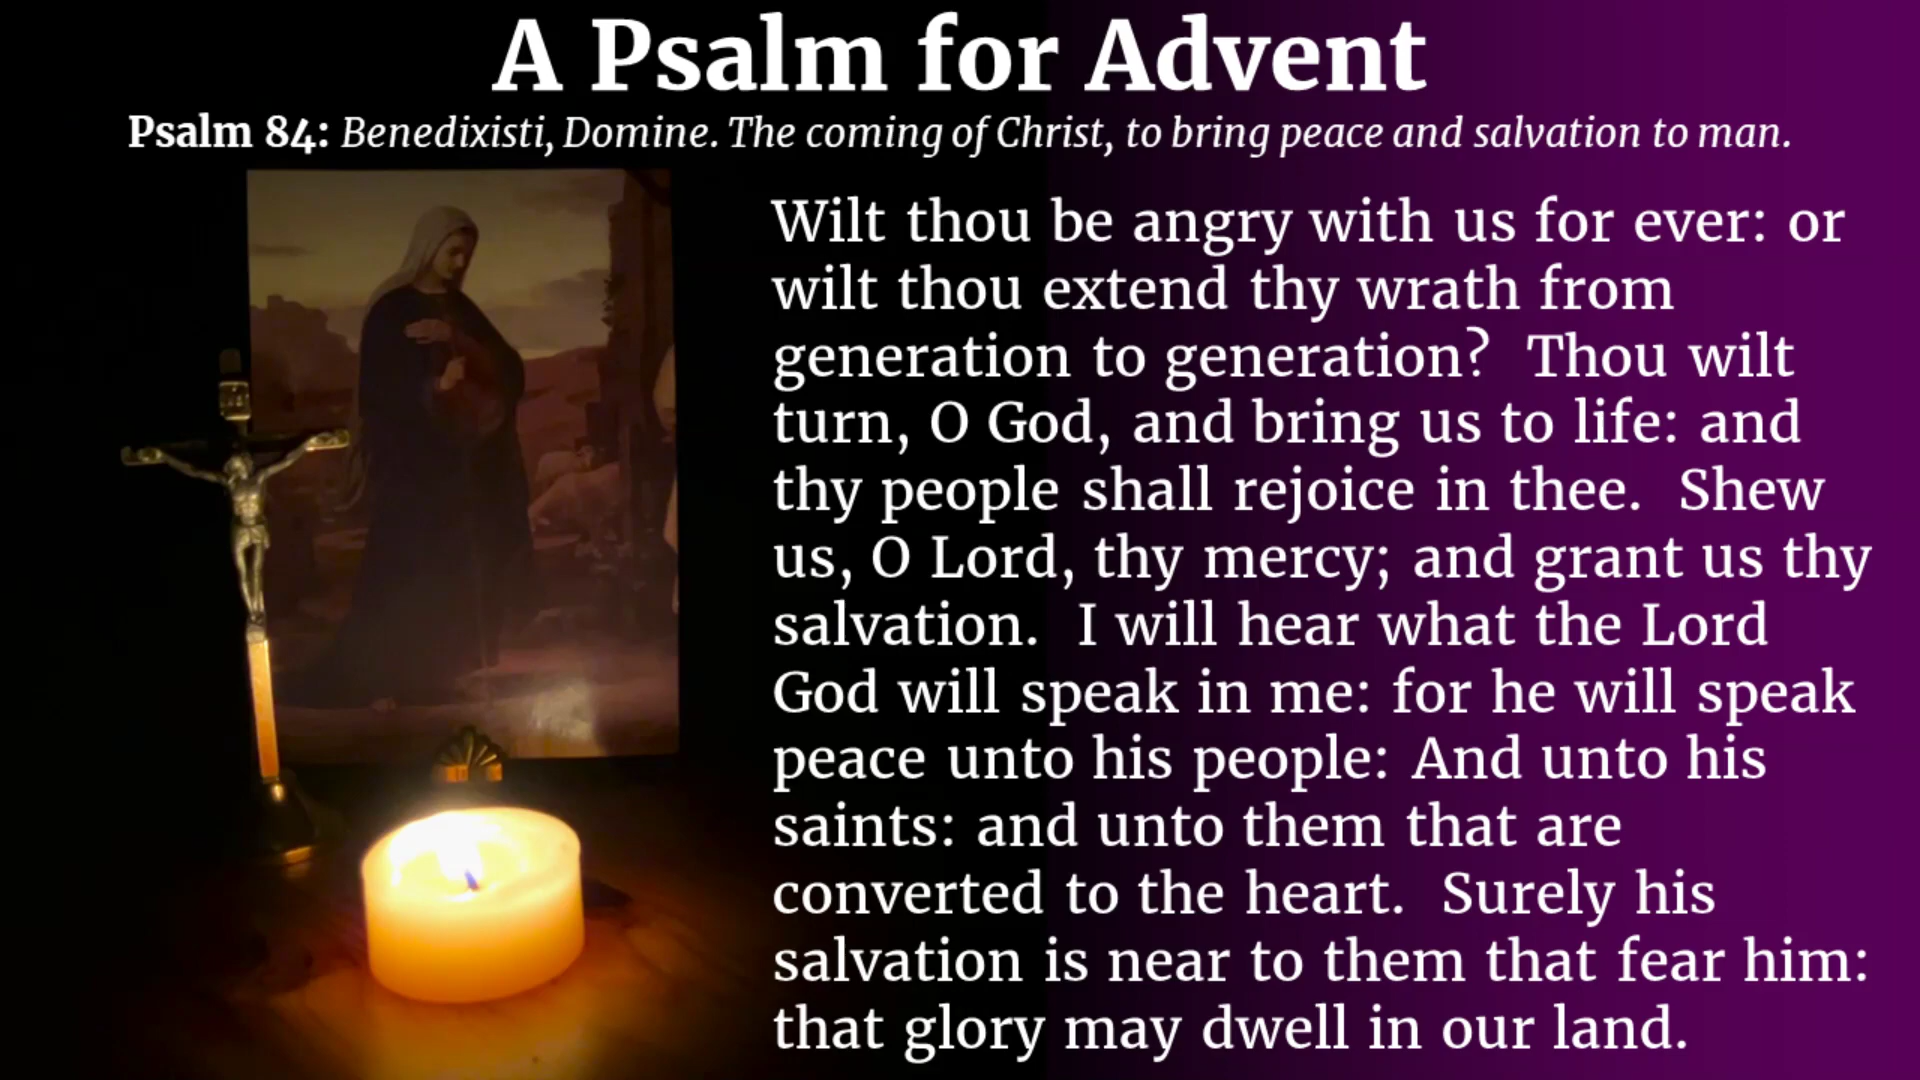 A Psalm for Advent
Psalm 84: Benedixisti, Domine. The coming of Christ, to bring peace and salvation to man.
Wilt thou be angry with us for ever: or
wilt thou extend thy wrath from
generation to generation?  Thou wilt
turn, O God, and bring us to life: and
thy people shall rejoice in thee.  Shew
us, O Lord, thy mercy; and grant us thy
salvation.  I will hear what the Lord
God will speak in me: for he will speak
peace unto his people: And unto his
saints: and unto them that are
converted to the heart.  Surely his
salvation is near to them that fear him:
that glory may dwell in our land.